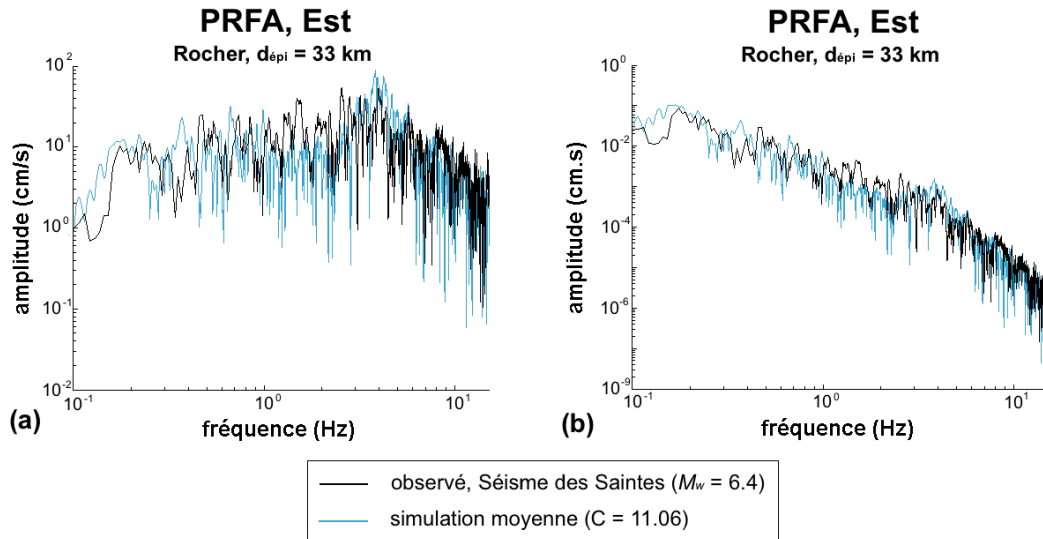 PRFA, Est
Rocher, dépi = 33 km
10²
10¹
10⁰
10⁻¹
10⁻²
amplitude (cm/s)
10⁻¹
10⁰
10¹
fréquence (Hz)
(a)
PRFA, Est
Rocher, dépi = 33 km
10⁰
10⁻²
10⁻⁴
10⁻⁶
10⁻⁹
amplitude (cm.s)
10⁻¹
10⁰
10¹
fréquence (Hz)
(b)
observé, Séisme des Saintes (Mw = 6.4)
simulation moyenne (C = 11.06)